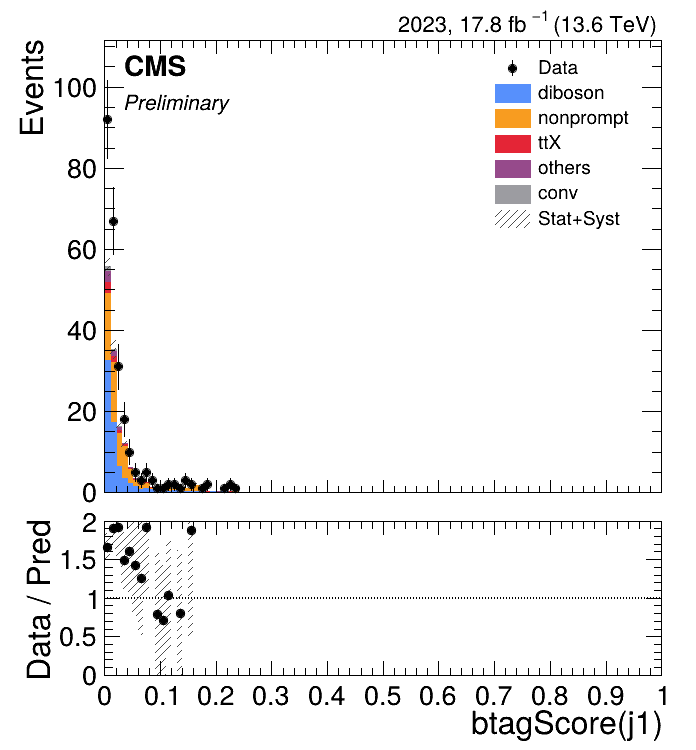 2023, 17.8 fb⁻¹ (13.6 TeV)
CMS
Preliminary
Events
100
80
60
40
20
0
Data
diboson
nonprompt
ttX
others
conv
Stat+Syst
Data / Pred
2
1.5
1
0.5
0
0 0.1 0.2 0.3 0.4 0.5 0.6 0.7 0.8 0.9 1
btagScore(j1)